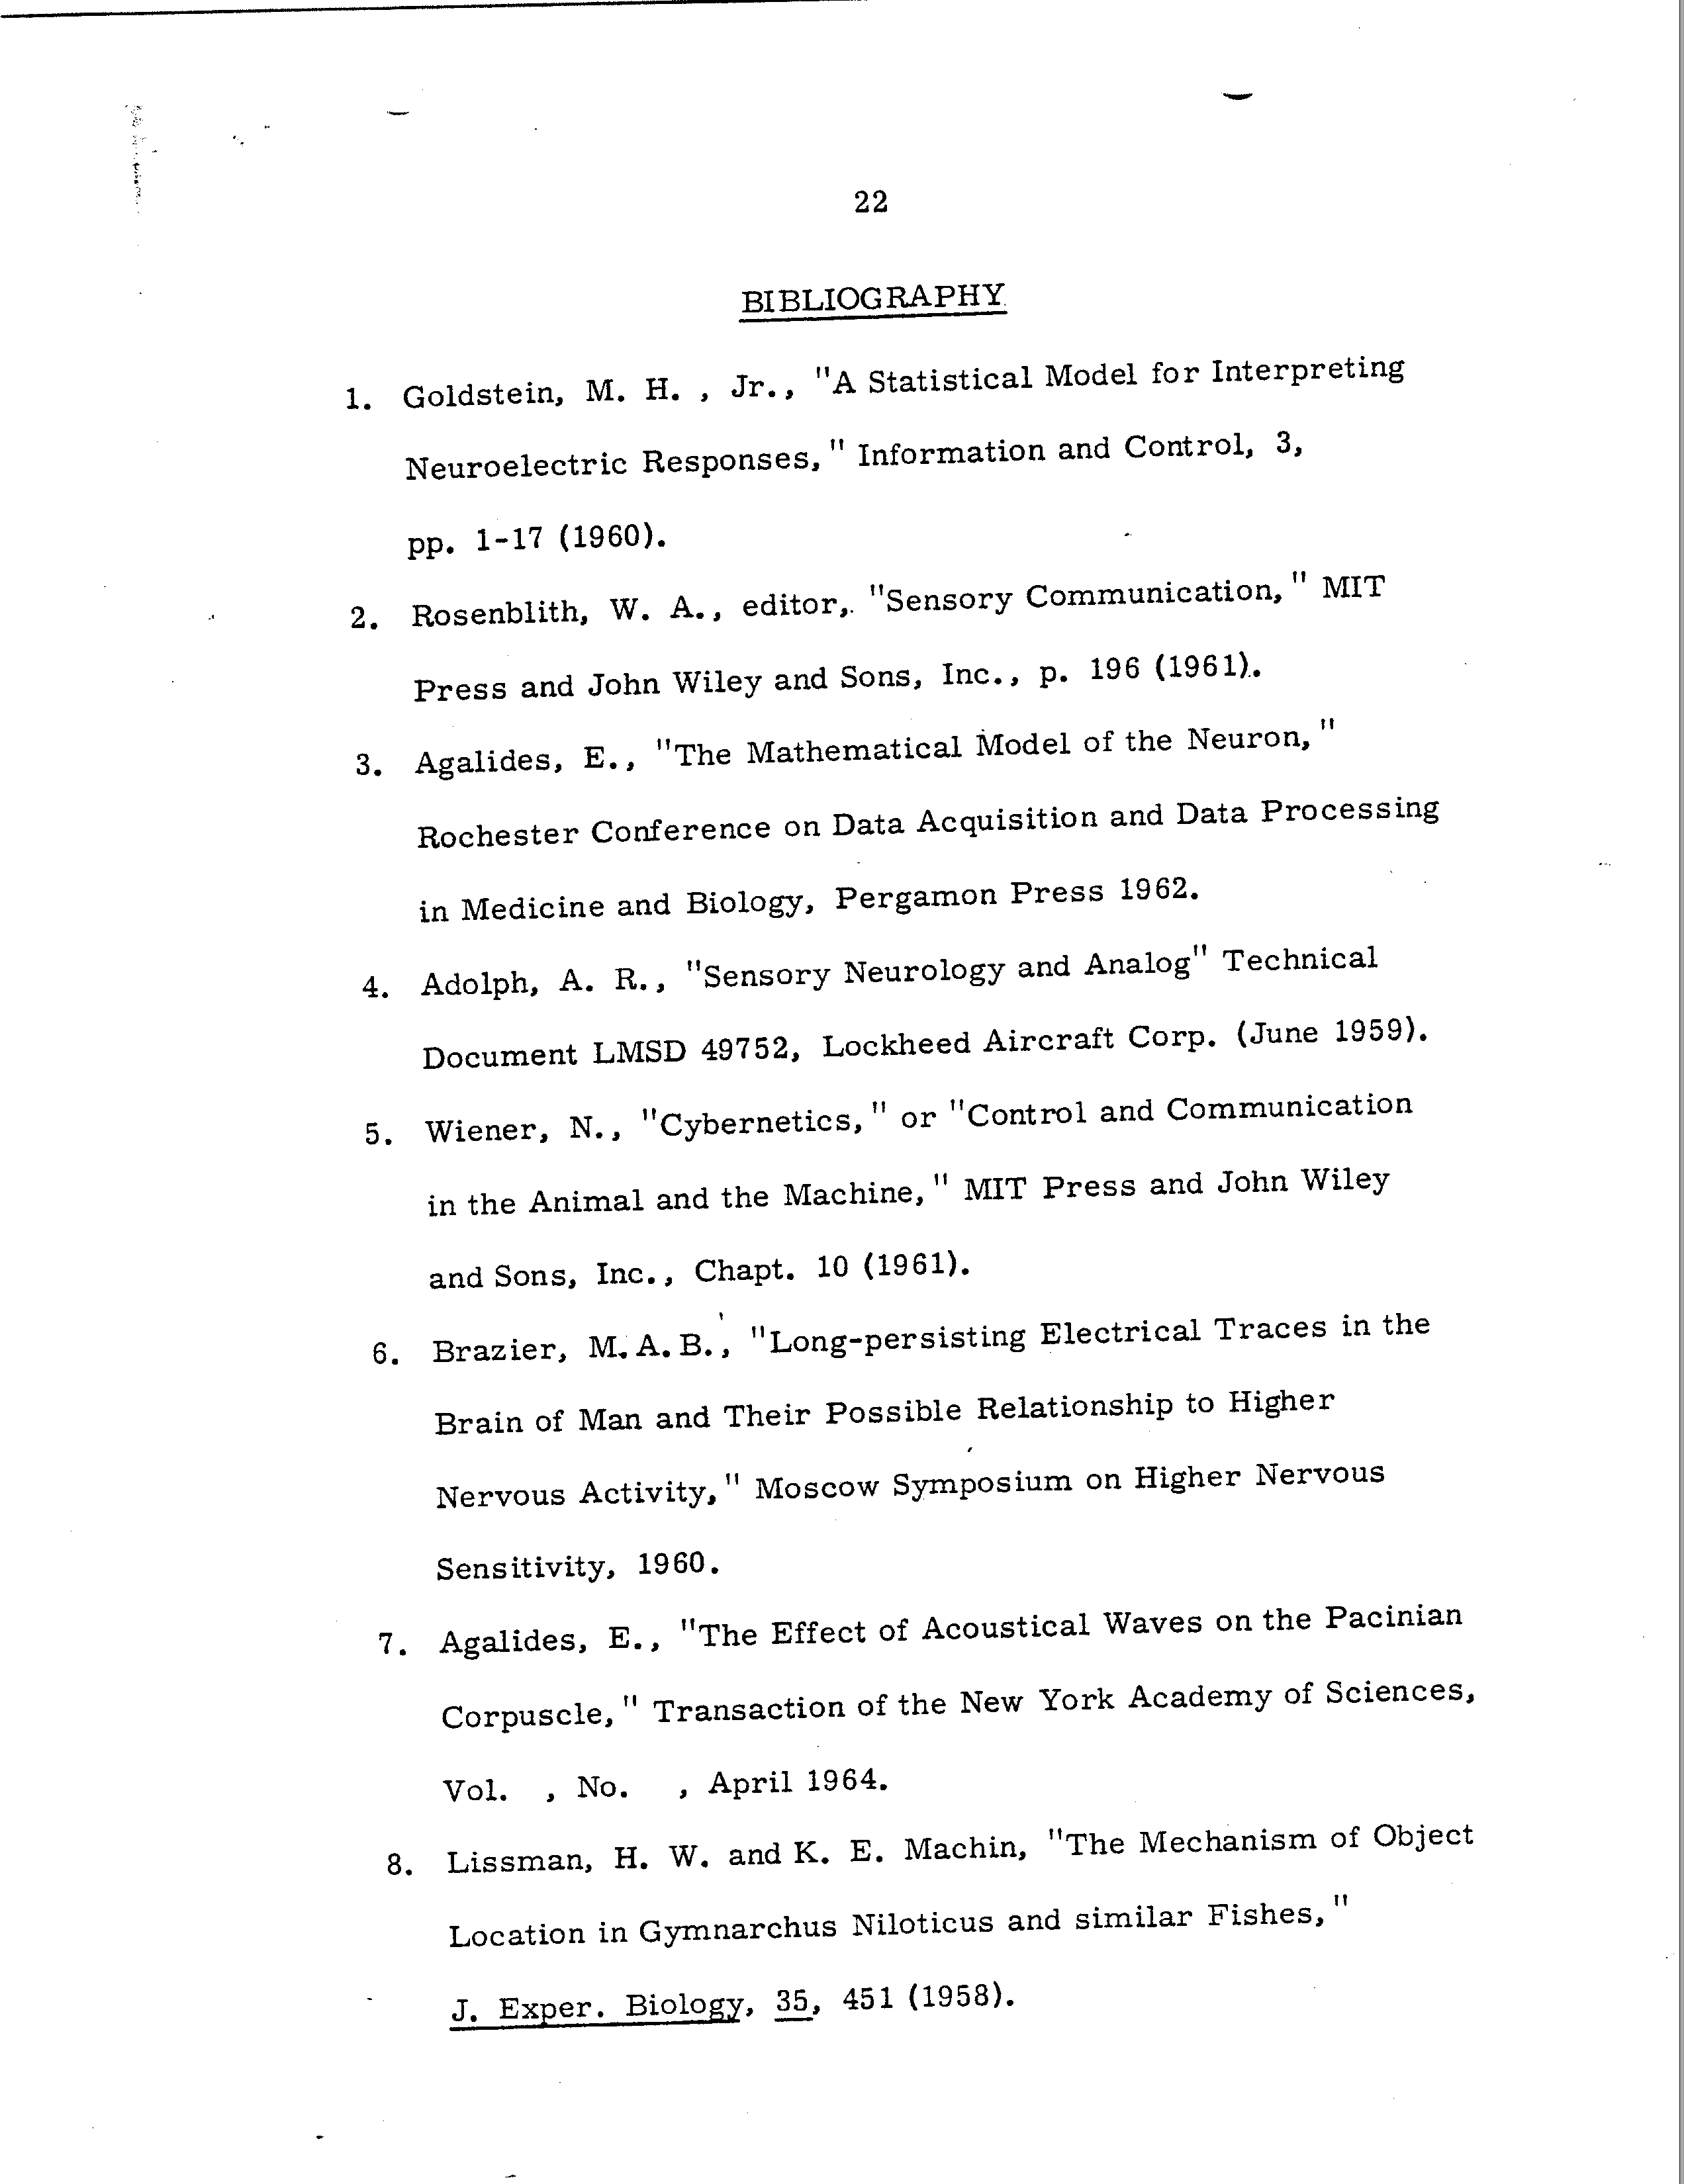 22
BIBLIOGRAPHY
1. Goldstein, M. H. , Jr., "A Statistical Model for Interpreting
Neuroelectric Responses," Information and Control, 3,
pp. 1-17 (1960).
2. Rosenblith, W. A., editor, "Sensory Communication," MIT
Press and John Wiley and Sons, Inc., p. 196 (1961).
3. Agalides, E., "The Mathematical Model of the Neuron,"
Rochester Conference on Data Acquisition and Data Processing
in Medicine and Biology, Pergamon Press 1962.
4. Adolph, A. R., "Sensory Neurology and Analog" Technical
Document LMSD 49752, Lockheed Aircraft Corp. (June 1959).
5. Wiener, N., "Cybernetics," or "Control and Communication
in the Animal and the Machine," MIT Press and John Wiley
and Sons, Inc., Chapt. 10 (1961).
6. Brazier, M. A. B., "Long-persisting Electrical Traces in the
Brain of Man and Their Possible Relationship to Higher
Nervous Activity," Moscow Symposium on Higher Nervous
Sensitivity, 1960.
7. Agalides, E., "The Effect of Acoustical Waves on the Pacinian
Corpuscle," Transaction of the New York Academy of Sciences,
Vol. , No. , April 1964.
8. Lissman, H. W. and K. E. Machin, "The Mechanism of Object
Location in Gymnarchus Niloticus and similar Fishes,"
J. Exper. Biology, 35, 451 (1958).